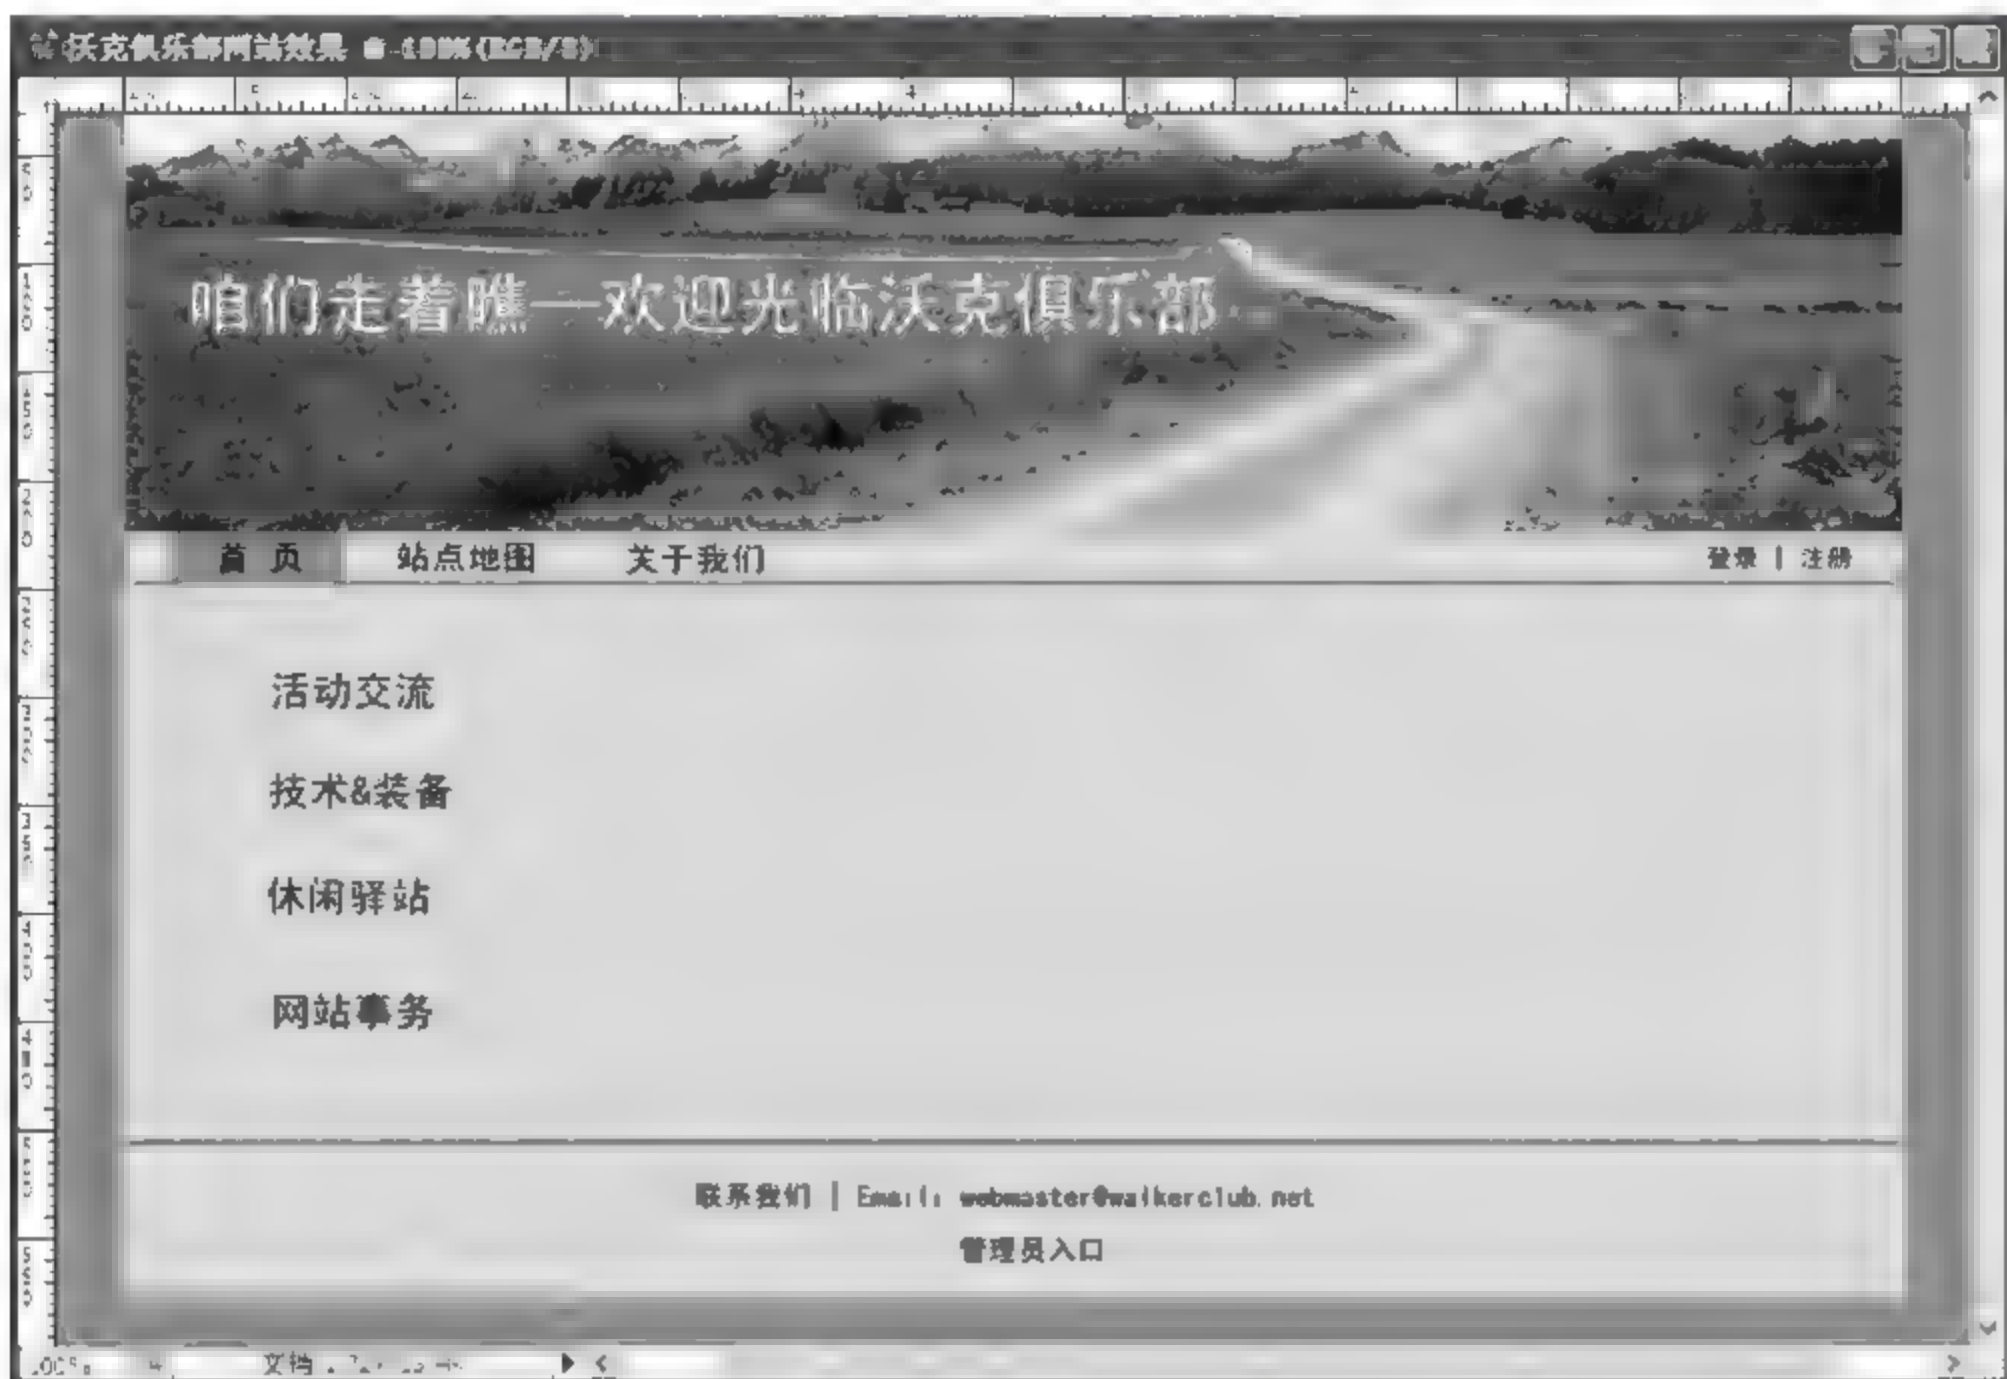 沃克俱乐部网站效果 @ 100%(RGB/8)
咱们走着瞧—欢迎光临沃克俱乐部
首 页 站点地图 关于我们 登录 | 注册
活动交流
技术&装备
休闲驿站
网站事务
联系我们 | Email: webmaster@walkerclub.net
管理员入口
文档